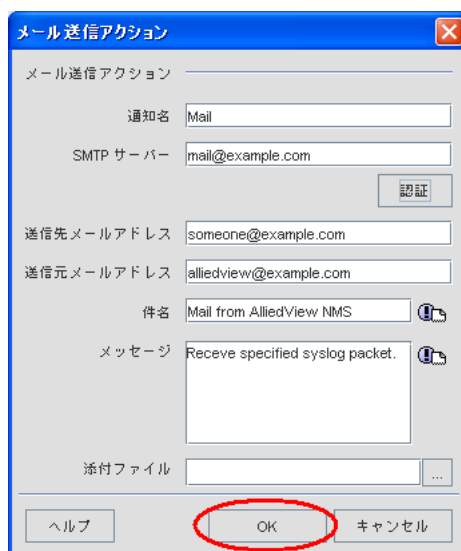 メール送信アクション
メール送信アクション
通知名 Mail
SMTP サーバー mail@example.com
認証
送信先メールアドレス someone@example.com
送信元メールアドレス alliedview@example.com
件名 Mail from AlliedView NMS
メッセージ Receve specified syslog packet.
添付ファイル ...
ヘルプ OK キャンセル